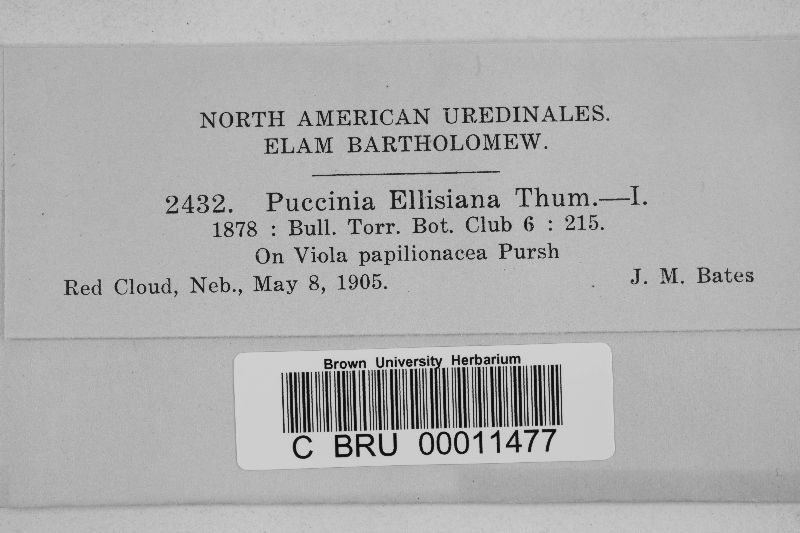 NORTH AMERICAN UREDINALES.
ELAM BARTHOLOMEW.
2432. Puccinia Ellisiana Thum.—I.
1878 : Bull. Torr. Bot. Club 6 : 215.
On Viola papilionacea Pursh
Red Cloud, Neb., May 8, 1905. J. M. Bates
Brown University Herbarium
C BRU 00011477